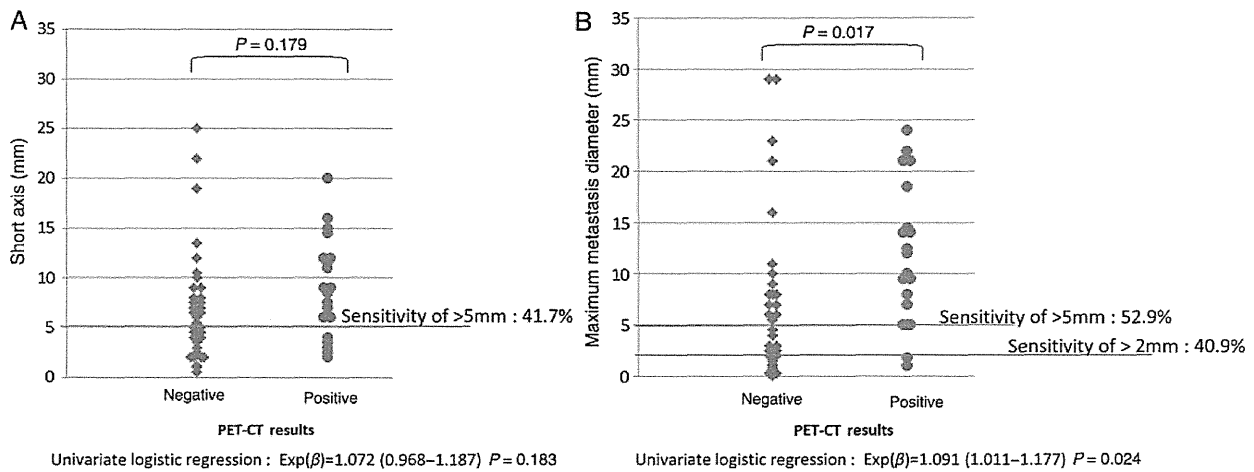 A
P = 0.179
35
30
25
20
15
10
5
0
Short axis (mm)
Sensitivity of >5mm : 41.7%
Negative
Positive
PET-CT results
Univariate logistic regression : Exp(β)=1.072 (0.968–1.187) P = 0.183
B
P = 0.017
35
30
25
20
15
10
5
0
Maximum metastasis diameter (mm)
Sensitivity of >5mm : 52.9%
Sensitivity of > 2mm : 40.9%
Negative
Positive
PET-CT results
Univariate logistic regression : Exp(β)=1.091 (1.011–1.177) P = 0.024